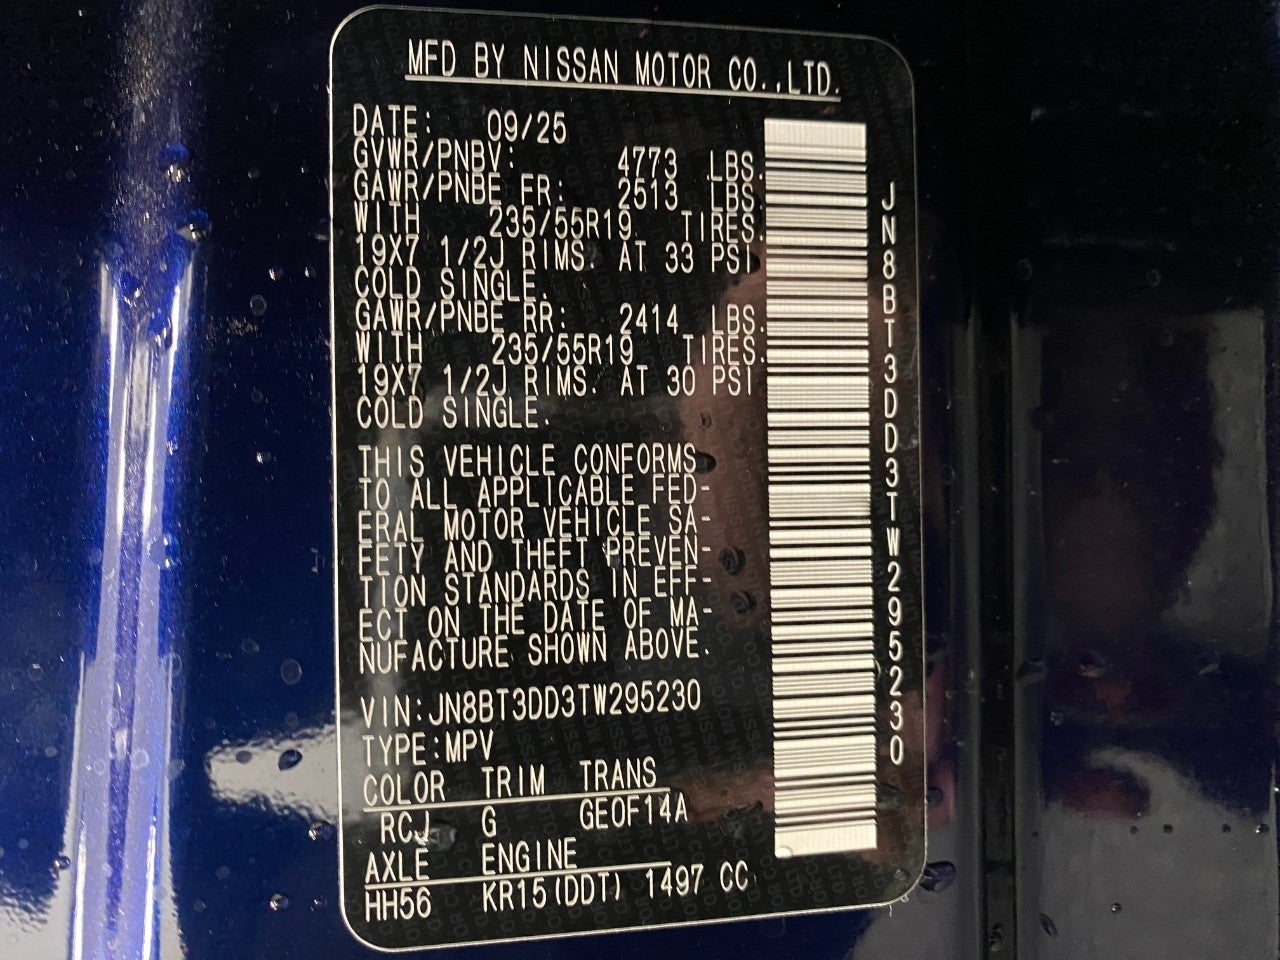 MFD BY NISSAN MOTOR CO.,LTD.
DATE: 09/25
GVWR/PNBV: 4773 LBS.
GAWR/PNBE FR: 2513 LBS.
WITH 235/55R19 TIRES.
19X7 1/2J RIMS. AT 33 PSI
COLD SINGLE.
GAWR/PNBE RR: 2414 LBS.
WITH 235/55R19 TIRES.
19X7 1/2J RIMS. AT 30 PSI
COLD SINGLE.
THIS VEHICLE CONFORMS
TO ALL APPLICABLE FED-
ERAL MOTOR VEHICLE SA-
FETY AND THEFT PREVEN-
TION STANDARDS IN EFF-
ECT ON THE DATE OF MA-
NUFACTURE SHOWN ABOVE.
VIN:JN8BT3DD3TW295230
TYPE:MPV
COLOR TRIM TRANS
RCJ G GE0F14A
AXLE ENGINE
HH56 KR15(DDT) 1497 CC
JN8BT3DD3TW295230